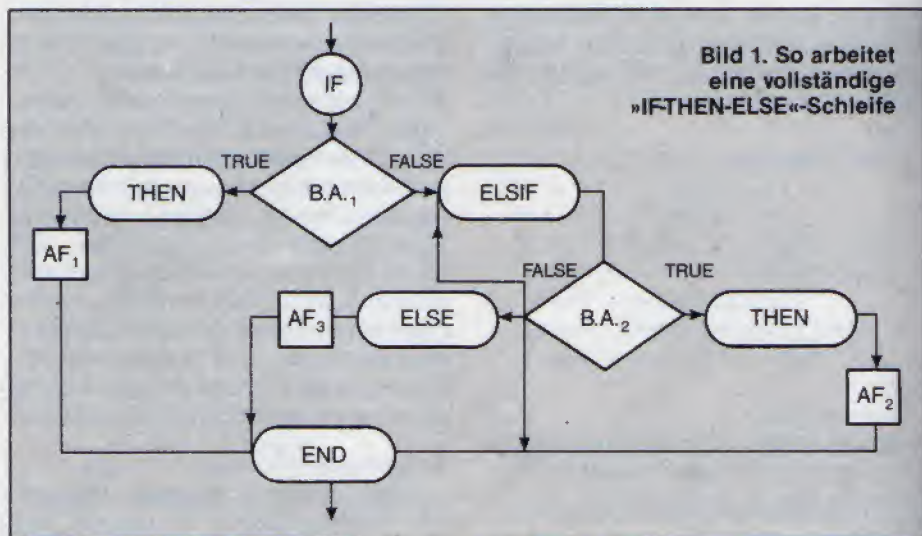 Bild 1. So arbeitet
eine vollständige
»IF-THEN-ELSE«-Schleife
IF
TRUE
FALSE
THEN
B.A.₁
ELSIF
AF₁
FALSE
TRUE
AF₃
ELSE
B.A.₂
THEN
AF₂
END